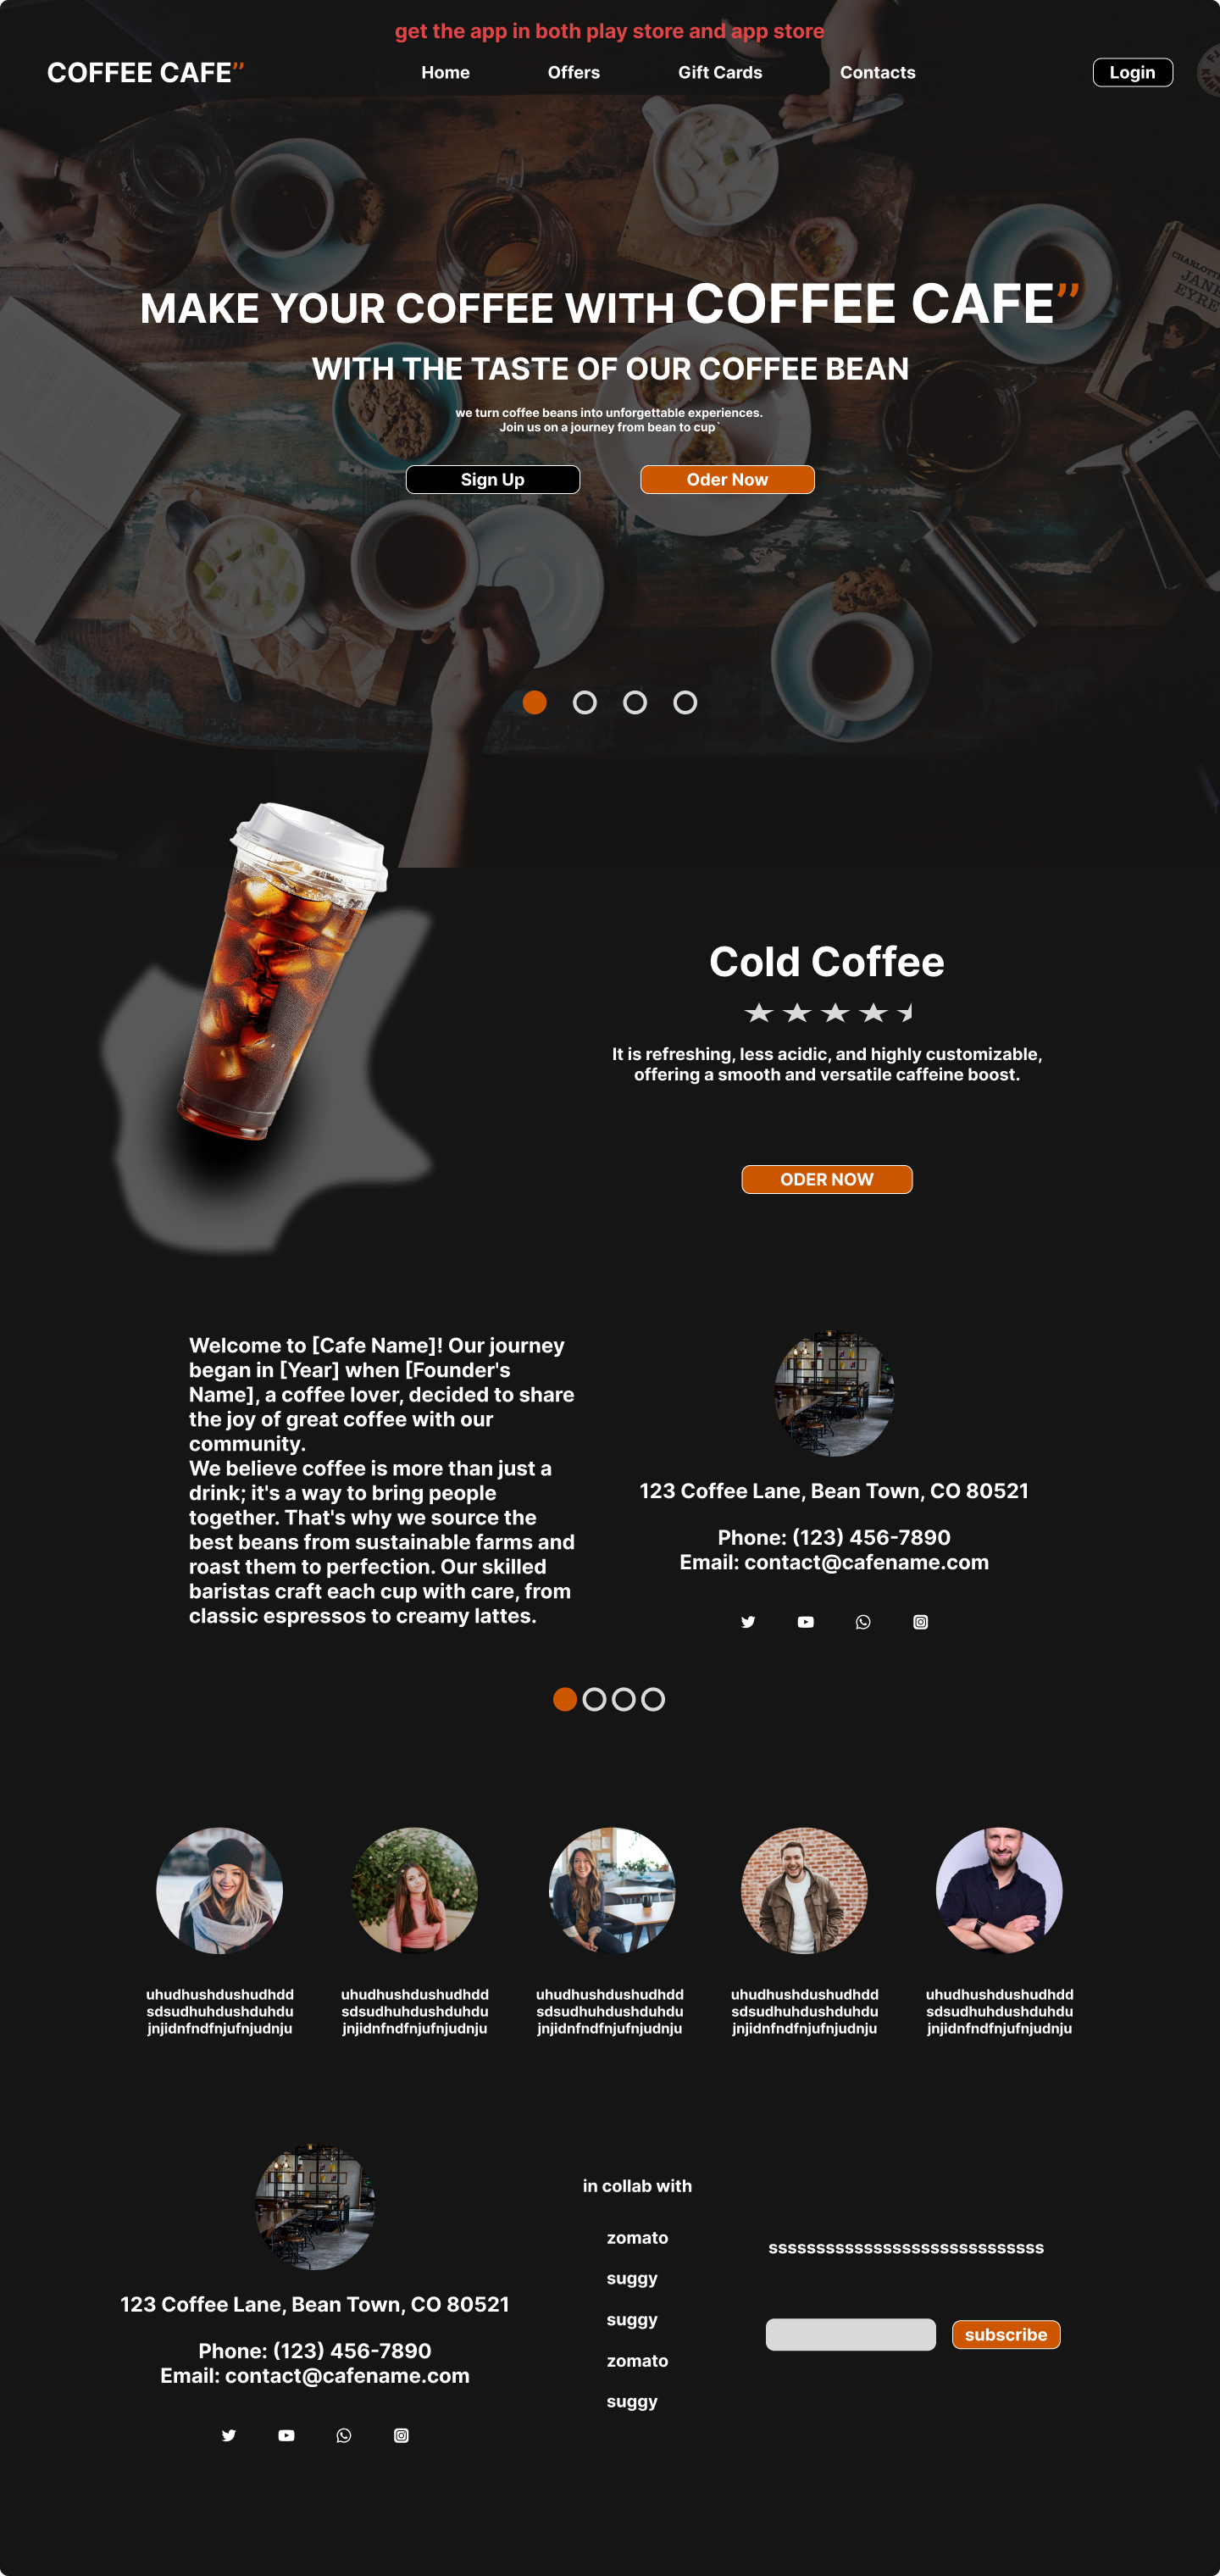 get the app in both play store and app store
COFFEE CAFE’’
Home Offers Gift Cards Contacts Login
CHARLOTTE
JANE
EYRE
MAKE YOUR COFFEE WITH COFFEE CAFE’’
WITH THE TASTE OF OUR COFFEE BEAN
we turn coffee beans into unforgettable experiences.
Join us on a journey from bean to cup`
Sign Up Oder Now
Cold Coffee
It is refreshing, less acidic, and highly customizable,
offering a smooth and versatile caffeine boost.
ODER NOW
Welcome to [Cafe Name]! Our journey
began in [Year] when [Founder's
Name], a coffee lover, decided to share
the joy of great coffee with our
community.
We believe coffee is more than just a
drink; it's a way to bring people
together. That's why we source the
best beans from sustainable farms and
roast them to perfection. Our skilled
baristas craft each cup with care, from
classic espressos to creamy lattes.
123 Coffee Lane, Bean Town, CO 80521
Phone: (123) 456-7890
Email: contact@cafename.com
uhudhushdushudhdd
sdsudhuhdushduhdu
jnjidnfndfnjufnjudnju
uhudhushdushudhdd
sdsudhuhdushduhdu
jnjidnfndfnjufnjudnju
uhudhushdushudhdd
sdsudhuhdushduhdu
jnjidnfndfnjufnjudnju
uhudhushdushudhdd
sdsudhuhdushduhdu
jnjidnfndfnjufnjudnju
uhudhushdushudhdd
sdsudhuhdushduhdu
jnjidnfndfnjufnjudnju
123 Coffee Lane, Bean Town, CO 80521
Phone: (123) 456-7890
Email: contact@cafename.com
in collab with
zomato
suggy
suggy
zomato
suggy
sssssssssssssssssssssssssssss
subscribe